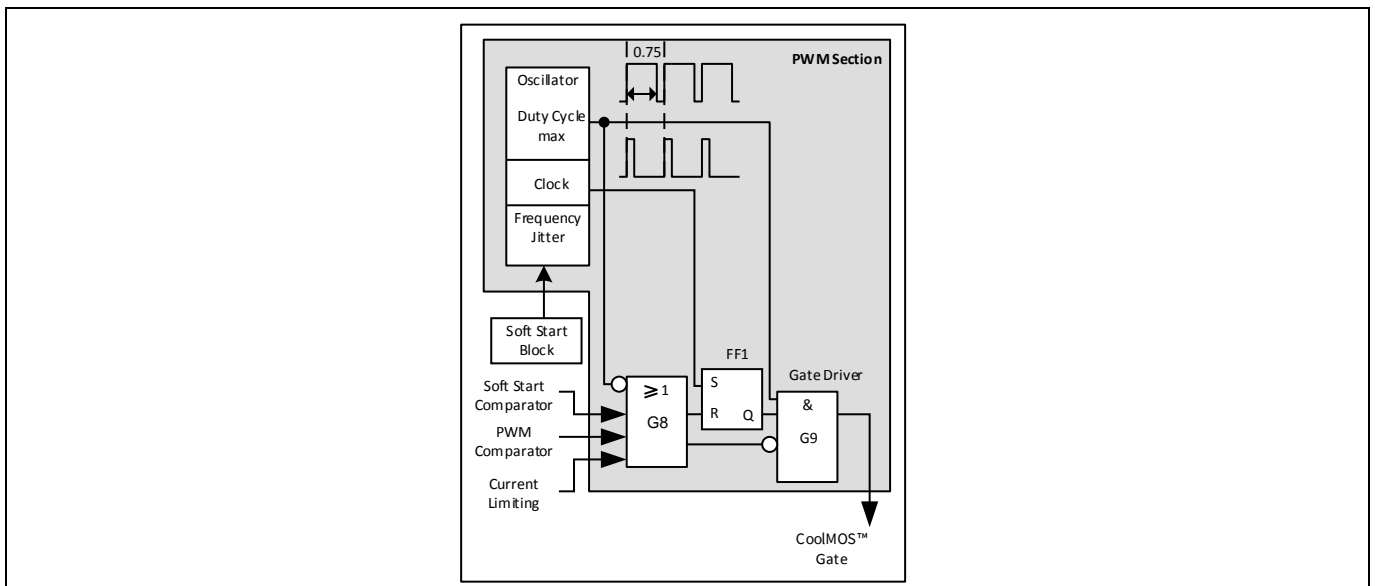 0.75
PWM Section
Oscillator
Duty Cycle
max
Clock
Frequency
Jitter
Soft Start
Block
FF1
Gate Driver
Soft Start
Comparator
PWM
Comparator
Current
Limiting
⩾1
G8
S
R
Q
&
G9
CoolMOS™
Gate